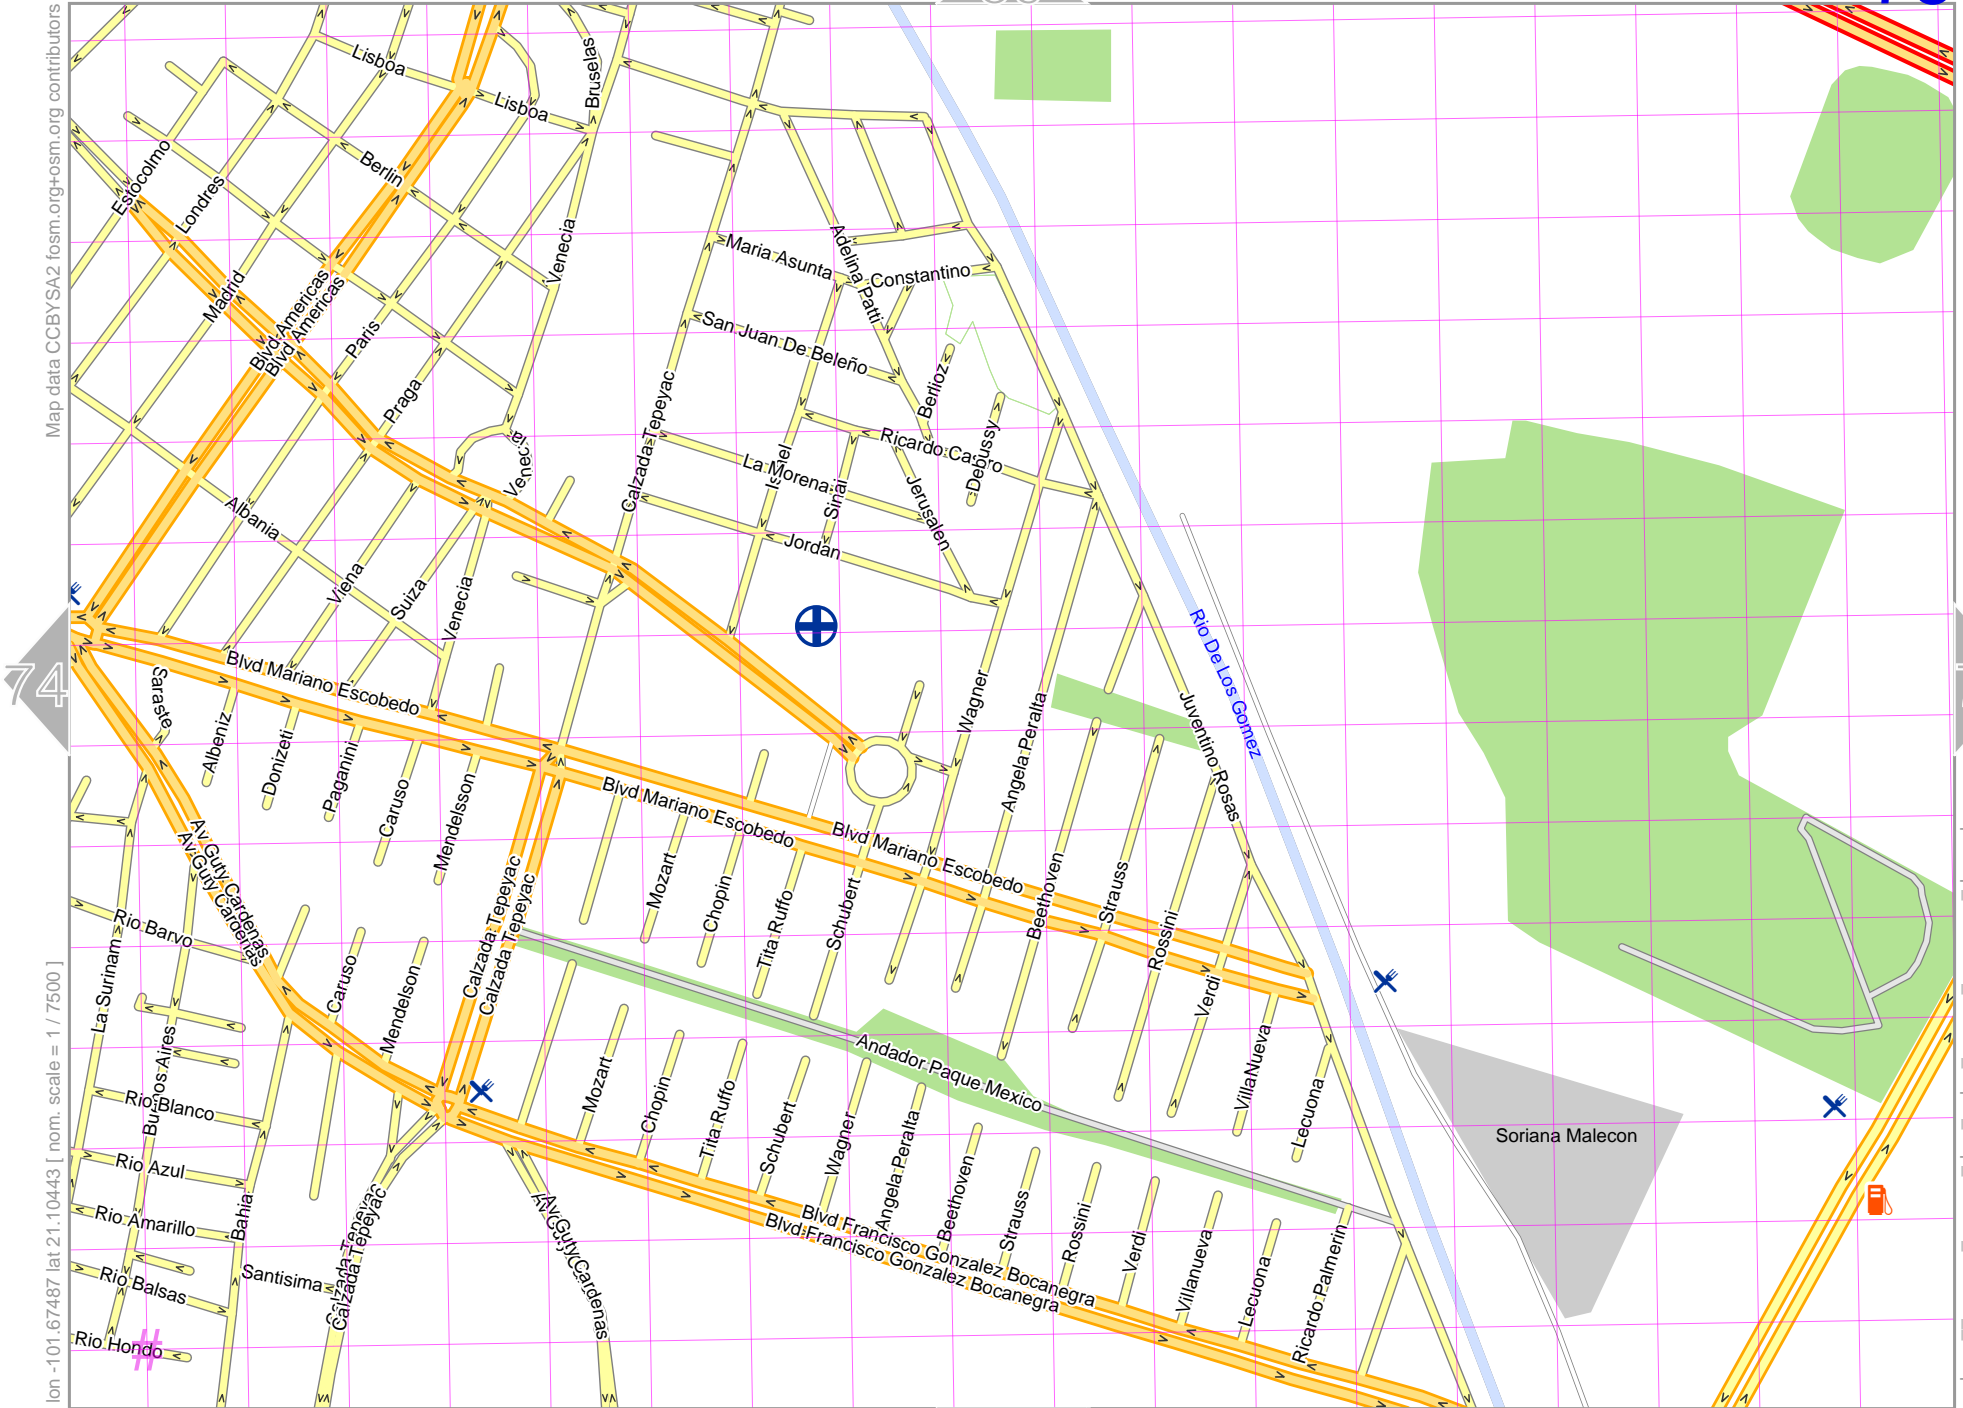 Map data CCBYSA2 fosm.org+osm.org contributors
lon -101.67487 lat 21.10443 [ nom. scale = 1 / 7500 ]
74
Lisboa
Lisboa
Bruselas
Estocolmo
Londres
Berlin
Venecia
Madrid
Blvd Americas
Blvd Americas
Paris
Praga
Venecia
Albania
Viena
Suiza
Venecia
Calzada Tepeyac
Maria Asunta
Adelina Patti
Constantino
San Juan De Beleño
Berlioz
Debussy
Ricardo Castro
La Morena
Israel
Sinai
Jerusalen
Jordan
Rio De Los Gomez
Juventino Rosas
Wagner
Angela Peralta
Blvd Mariano Escobedo
Blvd Mariano Escobedo
Blvd Mariano Escobedo
Saraste
Albeniz
Donizeti
Paganini
Caruso
Mendelsson
Calzada Tepeyac
Calzada Tepeyac
Mozart
Chopin
Tita Ruffo
Schubert
Beethoven
Strauss
Rossini
Verdi
VillaNueva
Lecuona
Av Guty Cardenas
Av Guty Cardenas
Rio Barvo
La Surinam
Buenos Aires
Caruso
Mendelson
Rio Blanco
Rio Azul
Rio Amarillo
Bahia
Rio Balsas
Santisima
Rio Hondo
#
Calzada Tepeyac
Calzada Tepeyac
Av Guty Cardenas
Andador Paque Mexico
Mozart
Chopin
Tita Ruffo
Schubert
Wagner
Angela Peralta
Beethoven
Strauss
Rossini
Verdi
Villanueva
Lecuona
Ricardo Palmerin
Blvd Francisco Gonzalez Bocanegra
Blvd Francisco Gonzalez Bocanegra
Soriana Malecon